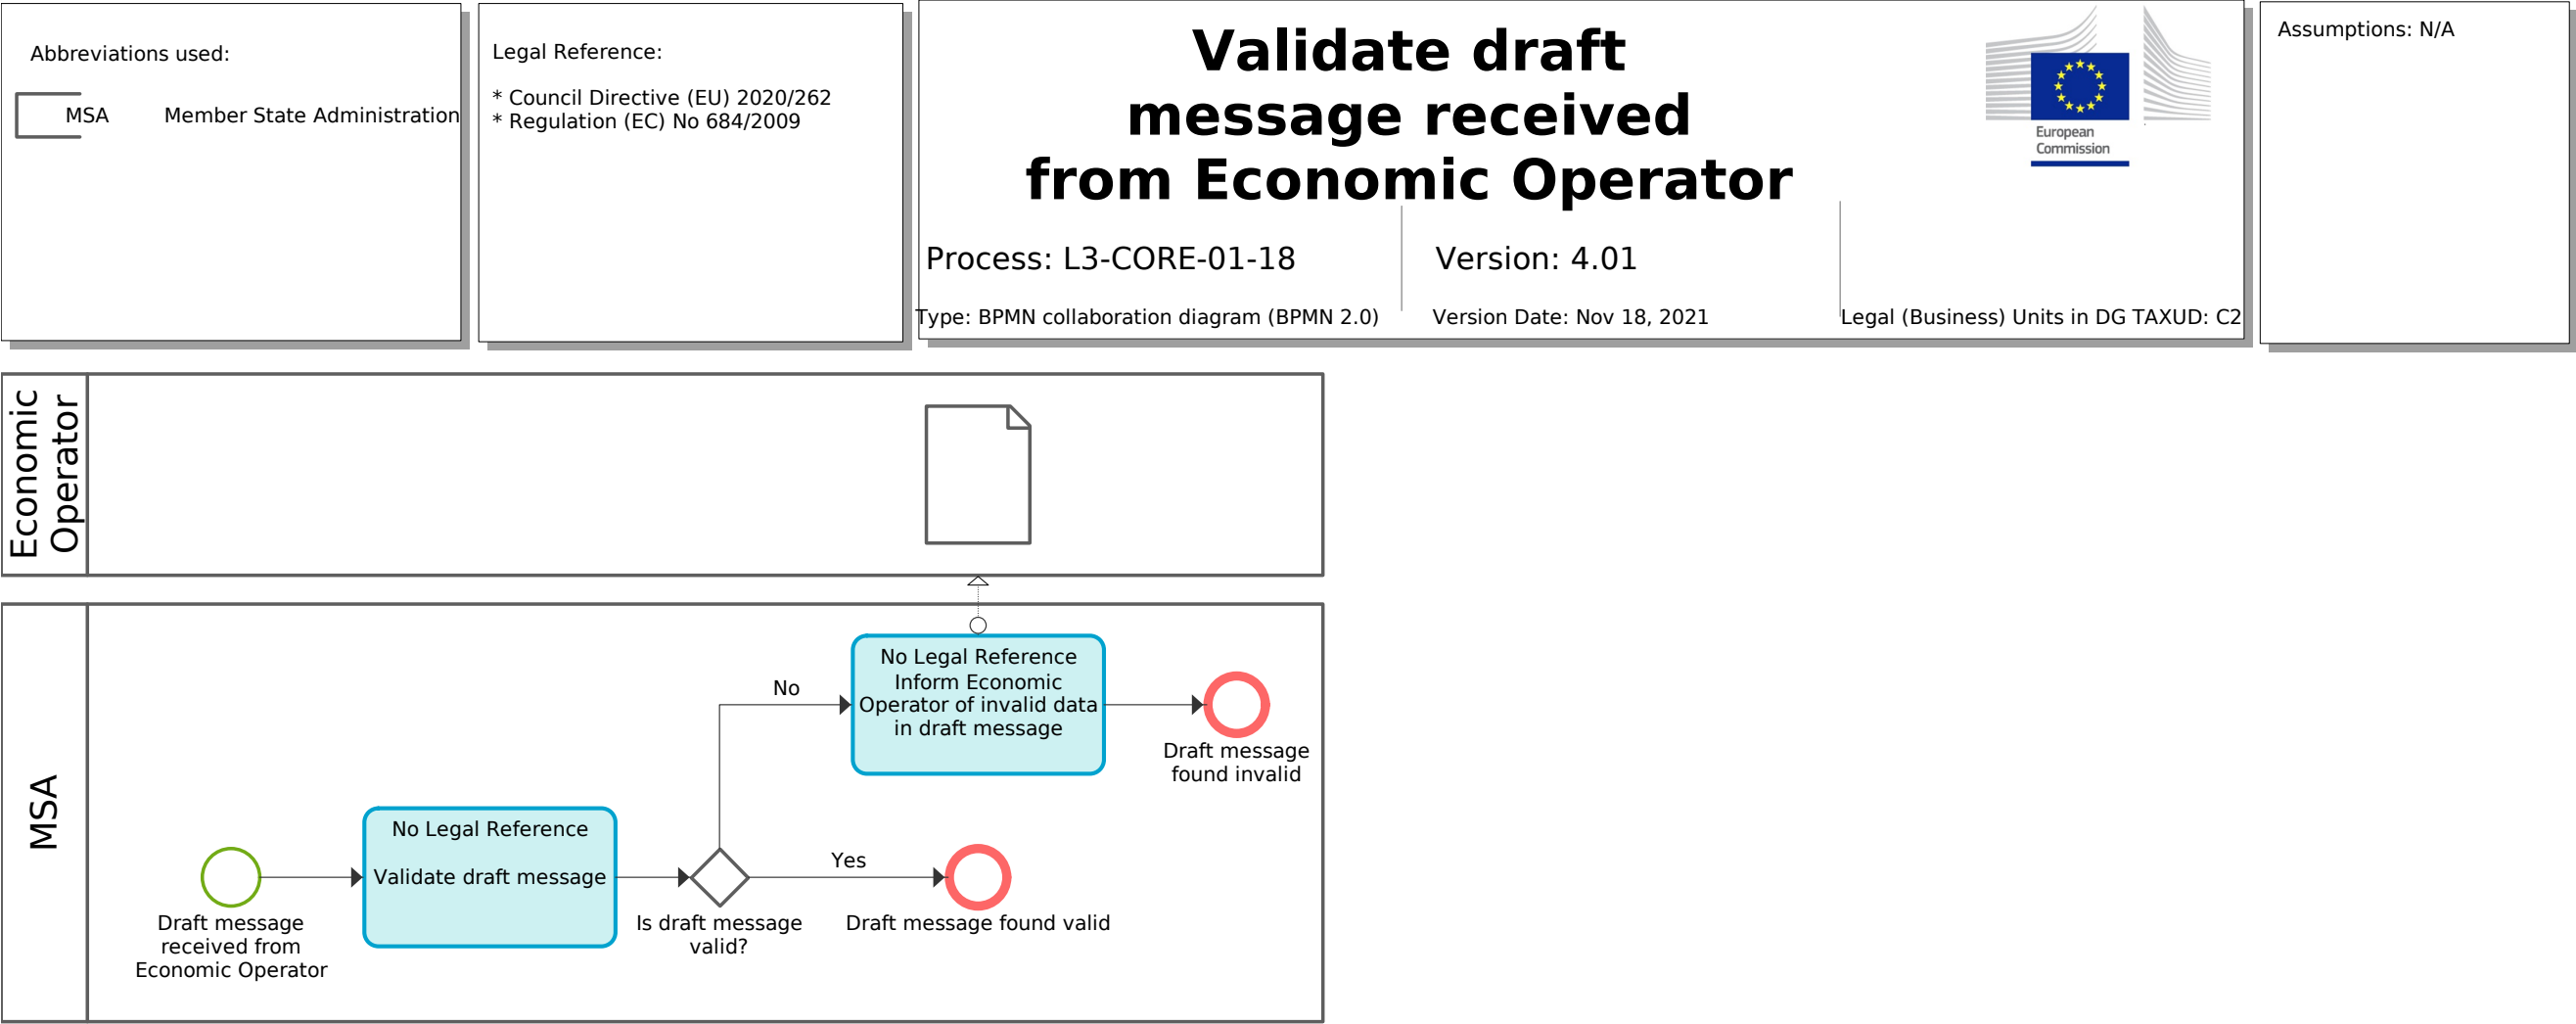 Abbreviations used:
MSA Member State Administration
Legal Reference:
* Council Directive (EU) 2020/262
* Regulation (EC) No 684/2009
Validate draft
message received
from Economic Operator
European
Commission
Process: L3-CORE-01-18
Version: 4.01
Type: BPMN collaboration diagram (BPMN 2.0)
Version Date: Nov 18, 2021
Legal (Business) Units in DG TAXUD: C2
Assumptions: N/A
Economic
Operator
MSA
No Legal Reference
Inform Economic
Operator of invalid data
in draft message
No
Draft message
found invalid
No Legal Reference
Validate draft message
Yes
Draft message
received from
Economic Operator
Is draft message
valid?
Draft message found valid